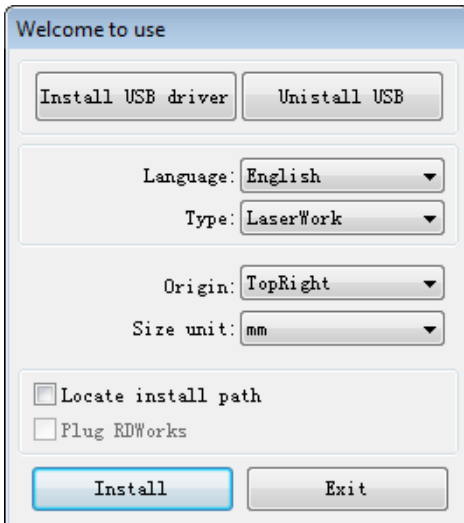 Welcome to use
Install USB driver Unistall USB
Language: English
Type: LaserWork
Origin: TopRight
Size unit: mm
Locate install path
Plug RDWorks
Install Exit